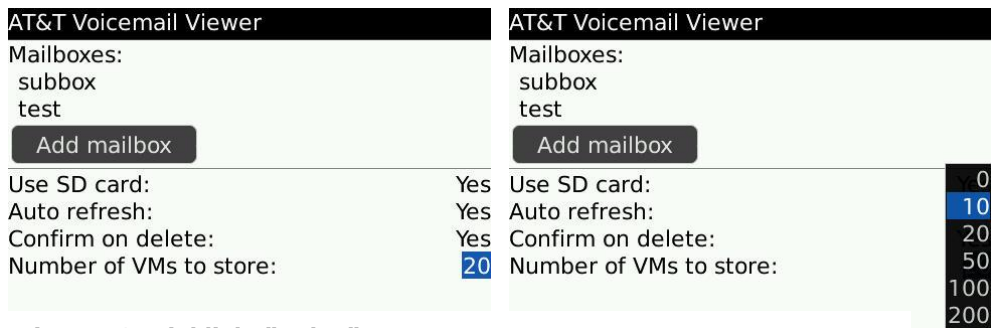 AT&T Voicemail Viewer
Mailboxes:
subbox
test
Add mailbox
Use SD card: Yes
Auto refresh: Yes
Confirm on delete: Yes
Number of VMs to store: 20
AT&T Voicemail Viewer
Mailboxes:
subbox
test
Add mailbox
Use SD card:
Auto refresh:
Confirm on delete:
Number of VMs to store:
0
10
20
50
100
200